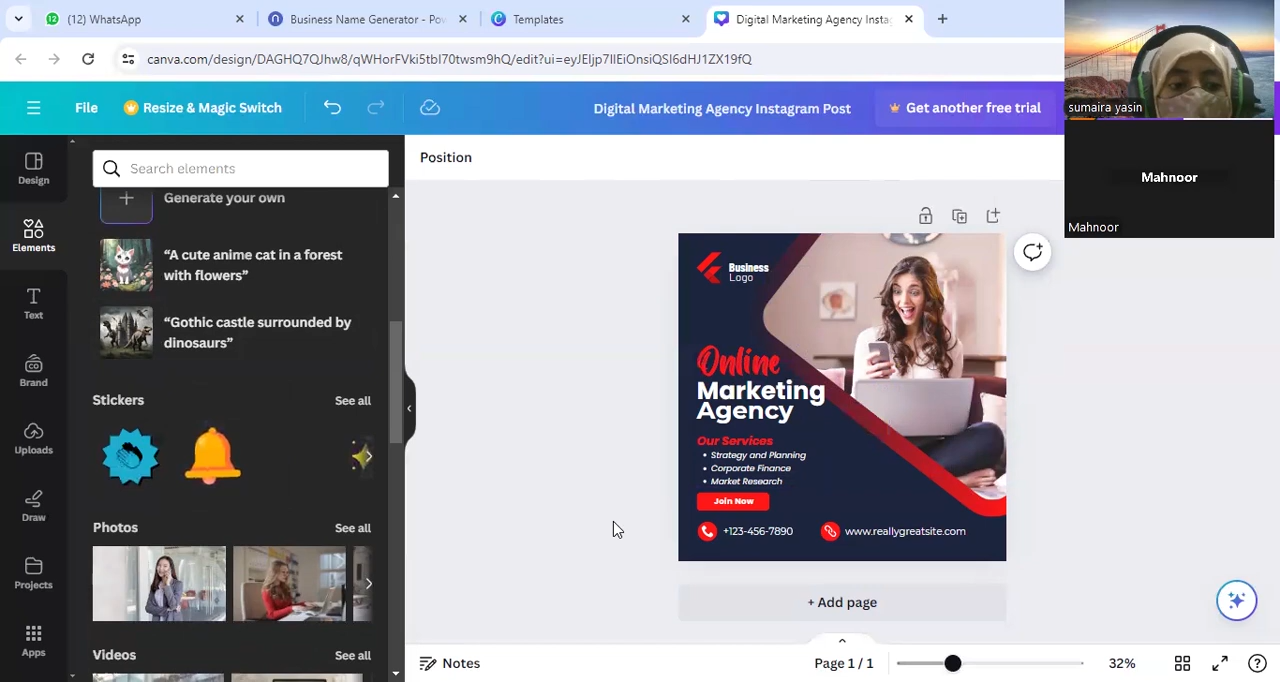 (12) WhatsApp
Business Name Generator - Pow
Templates
Digital Marketing Agency Insta
canva.com/design/DAGHQ7QJhw8/qWHorFVki5tbI70twsm9hQ/edit?ui=eyJEIjp7IlEiOnsiQSI6dHJ1ZX19fQ
File
Resize & Magic Switch
Digital Marketing Agency Instagram Post
Get another free trial
sumaira yasin
Mahnoor
Mahnoor
Design
Elements
Text
Brand
Uploads
Draw
Projects
Apps
Search elements
Generate your own
“A cute anime cat in a forest
with flowers”
“Gothic castle surrounded by
dinosaurs”
Stickers
See all
Photos
See all
Videos
See all
Position
Business
Logo
Online
Marketing
Agency
Our Services
• Strategy and Planning
• Corporate Finance
• Market Research
Join Now
+123-456-7890
www.reallygreatsite.com
+ Add page
Notes
Page 1 / 1
32%